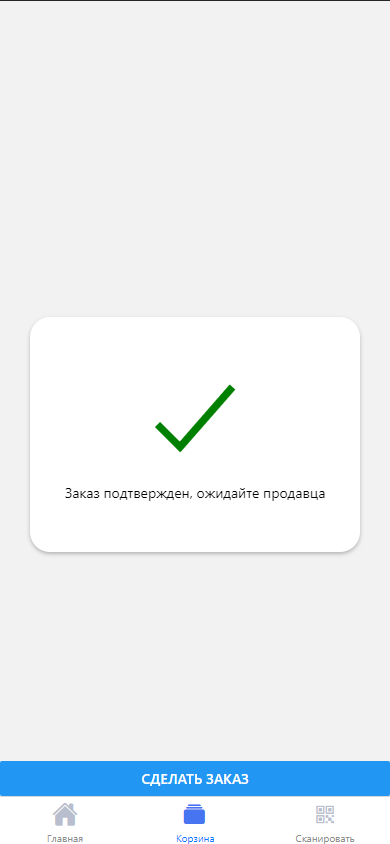 Заказ подтвержден, ожидайте продавца
СДЕЛАТЬ ЗАКАЗ
Главная
Корзина
Сканировать